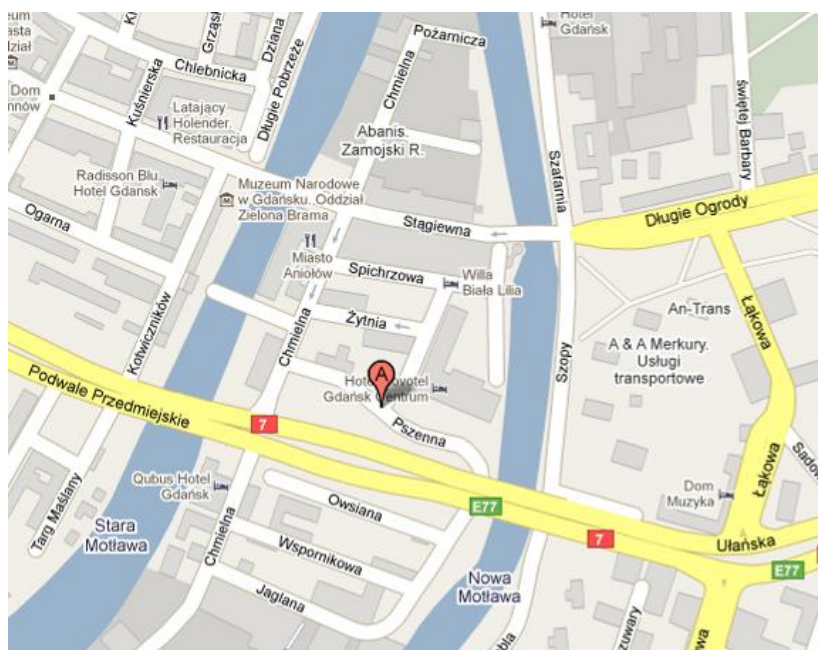 Pożarnicza
Hotel
Gdańsk
Grząska
Dziana
Chlebnicka
Kuśnierska
Długie Pobrzeże
Chmielna
świętej Barbary
Dom
Latający
Holender.
Restauracja
Abanis.
Zamojski R.
Szafarnia
Radisson Blu
Hotel Gdańsk
Muzeum Narodowe
w Gdańsku. Oddział
Zielona Brama
Ogarna
Stągiewna
Długie Ogrody
Miasto
Aniołów
Spichrzowa
Willa
Biała Lilia
Kotwiczników
Żytnia
An-Trans
Łąkowa
Chmielna
A & A Merkury.
Usługi
transportowe
Szopy
Podwale Przedmiejskie
A
Hotel Novotel
Gdańsk Centrum
7
Pszenna
Qubus Hotel
Gdańsk
Dom
Muzyka
Łąkowa
Targ Maślany
Owsiana
E77
Stara
Motława
Chmielna
Wspornikowa
7
Ułańska
Nowa
Motława
E77
Jaglana